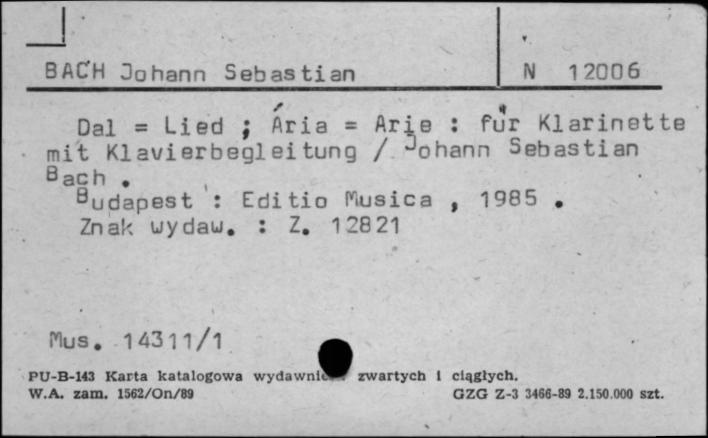 BACH Johann Sebastian N 12006
Dal = Lied ; Ária = Arie : für Klarinette
mit Klavierbegleitung / Johann Sebastian
Bach .
Budapest : Editio Musica , 1985 .
Znak wydaw. : Z. 12821
Mus. 14311/1
PU-B-143 Karta katalogowa zwartych i ciągłych.
W.A. zam. 1562/On/89 GZG Z-3 3466-89 2.150.000 szt.